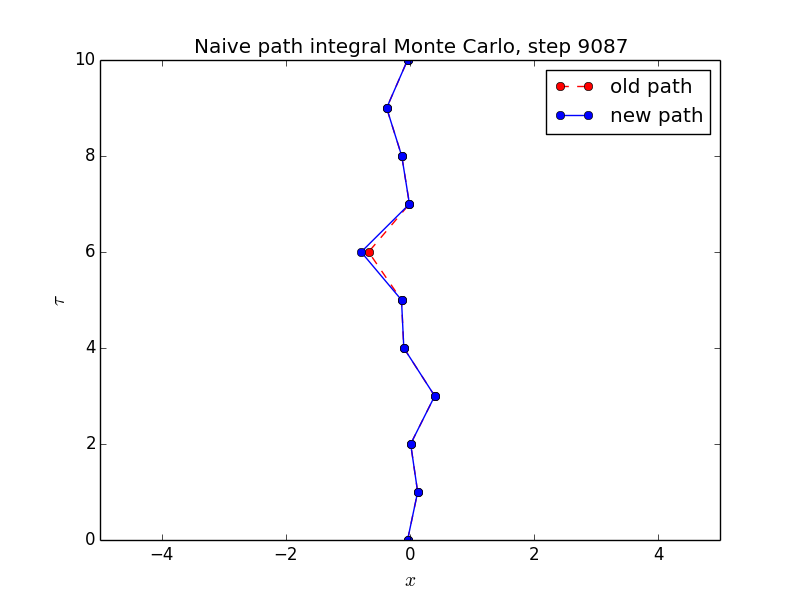 Naive path integral Monte Carlo, step 9087
old path
new path
10
8
6
4
2
0
τ
−4 −2 0 2 4
x